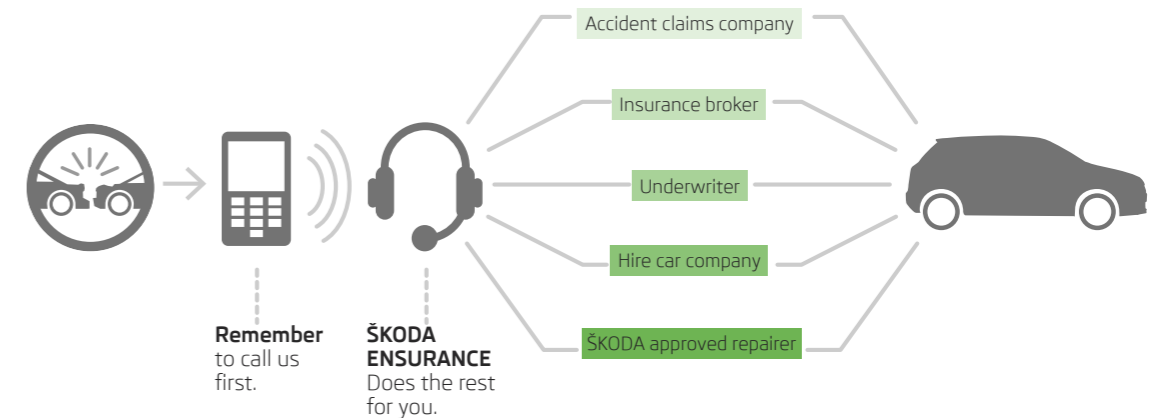 Accident claims company
Insurance broker
Underwriter
Hire car company
ŠKODA approved repairer
Remember
to call us
first.
ŠKODA
ENSURANCE
Does the rest
for you.